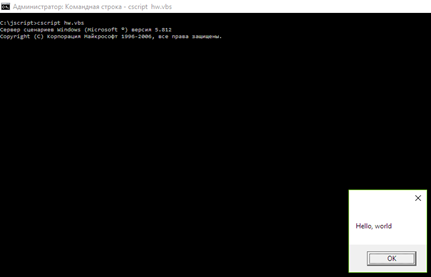 Администратор: Командная строка - cscript hw.vbs
C:\jscript>cscript hw.vbs
Сервер сценариев Windows (Microsoft ®) версия 5.812
Copyright (C) Корпорация Майкрософт 1996-2006, все права защищены.
Hello, world
OK